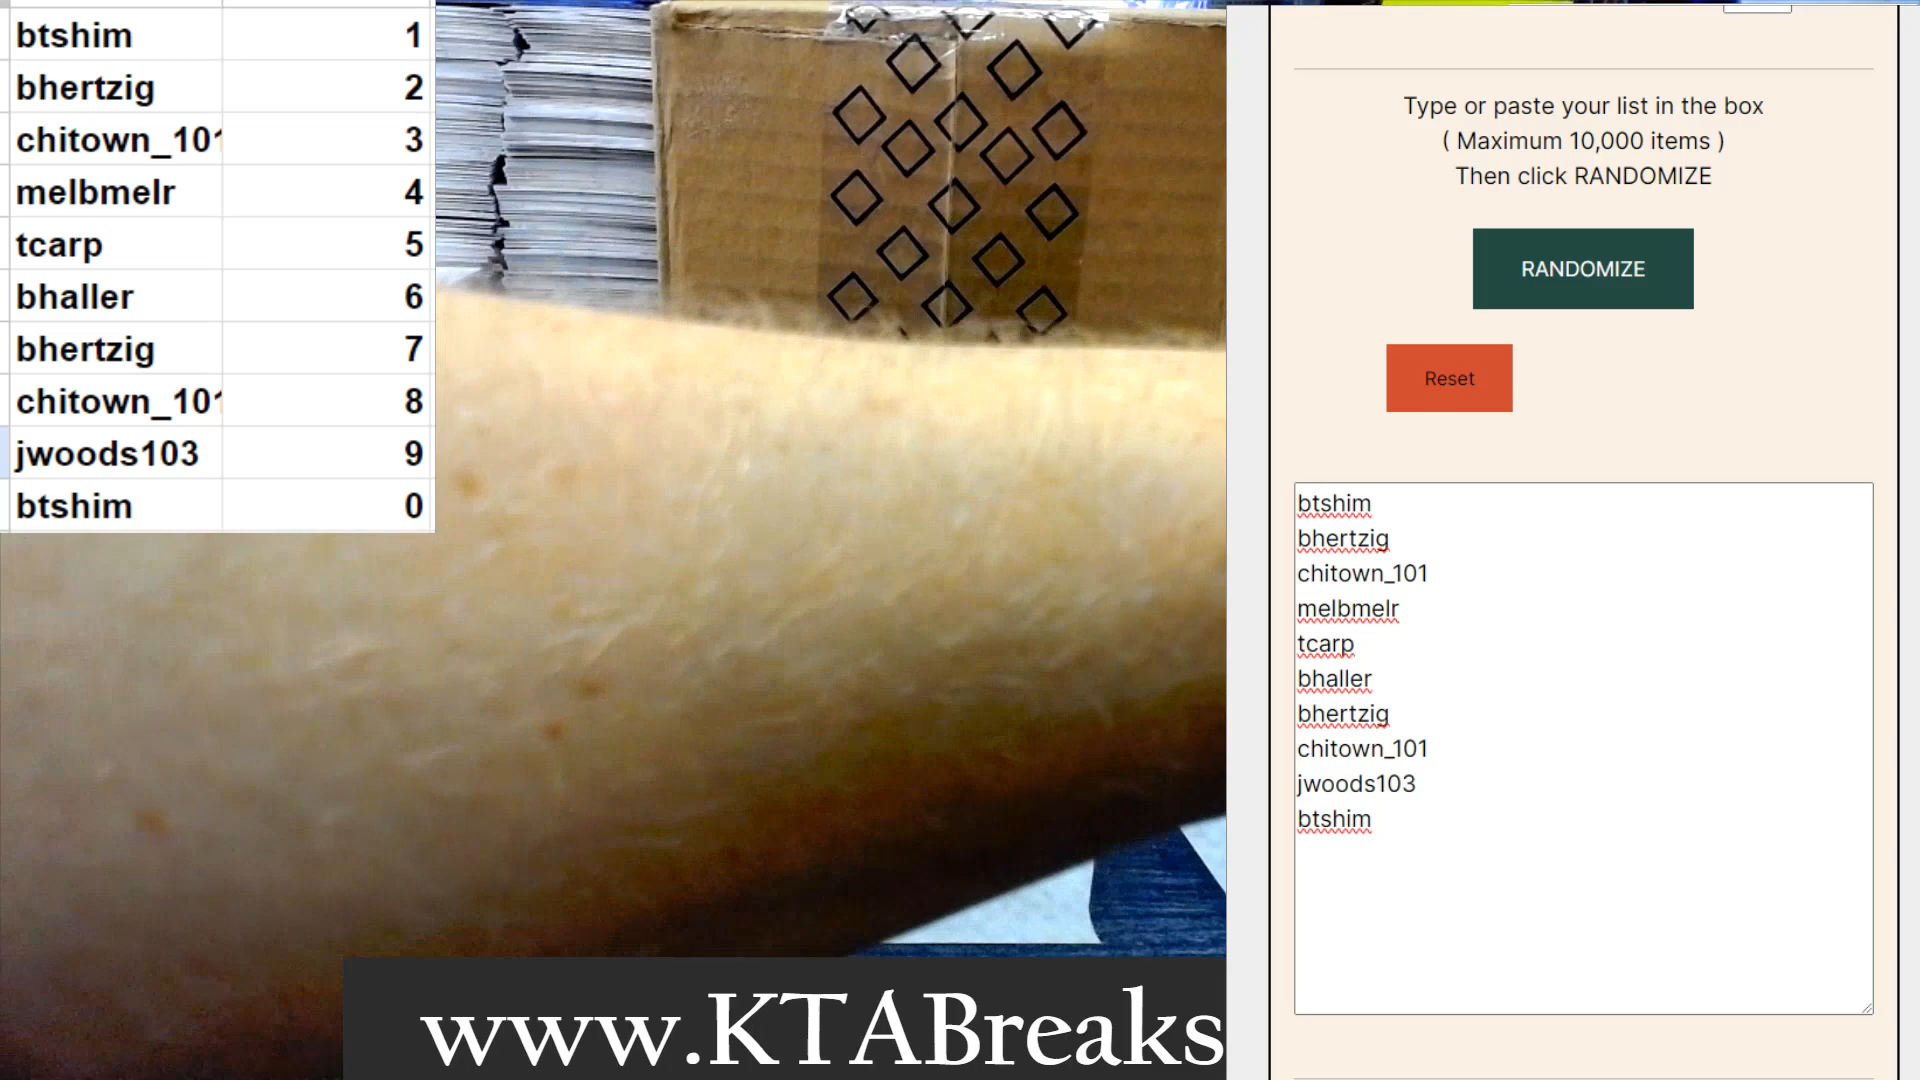 btshim 1
bhertzig 2
chitown_101 3
melbmelr 4
tcarp 5
bhaller 6
bhertzig 7
chitown_101 8
jwoods103 9
btshim 0
www.KTABreaks
Type or paste your list in the box
( Maximum 10,000 items )
Then click RANDOMIZE
RANDOMIZE
Reset
btshim
bhertzig
chitown_101
melbmelr
tcarp
bhaller
bhertzig
chitown_101
jwoods103
btshim